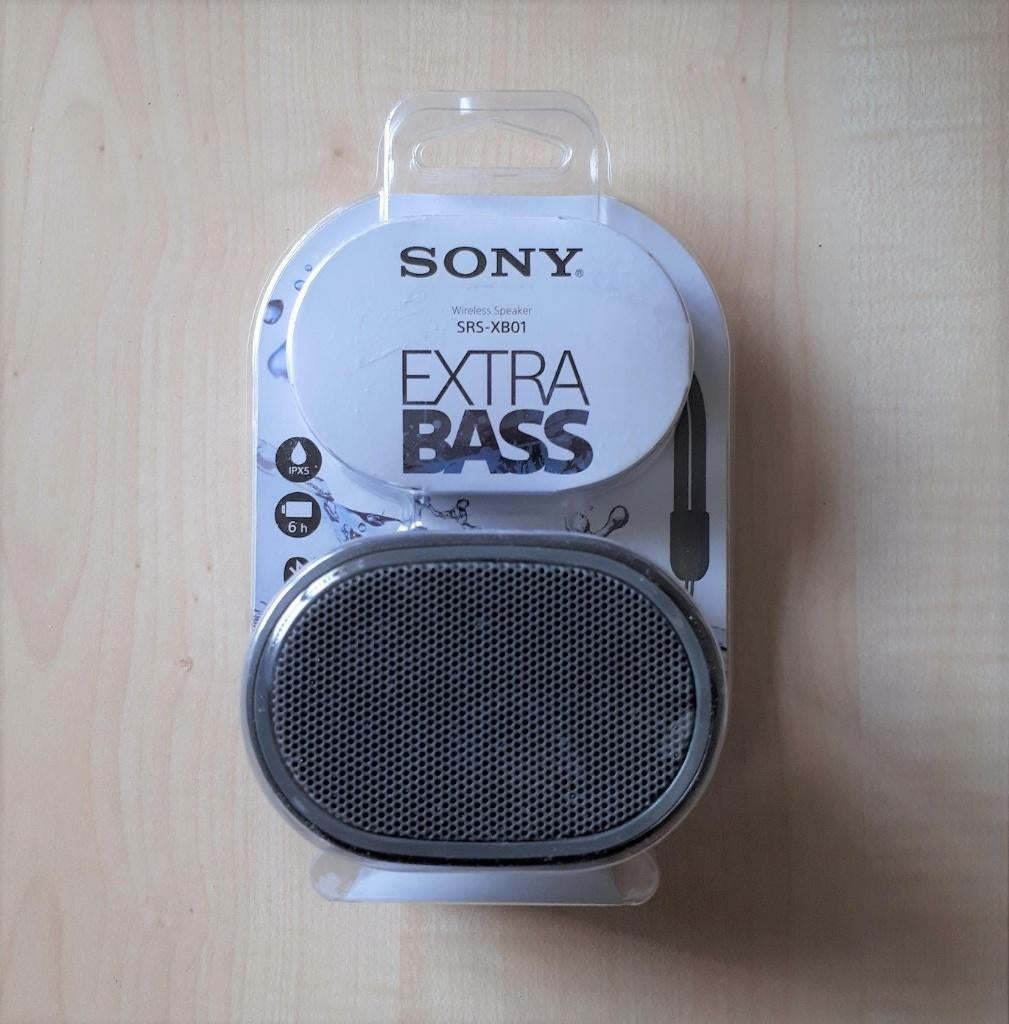 SONY®
Wireless Speaker
SRS-XB01
EXTRA
BASS
IPX5
6 h